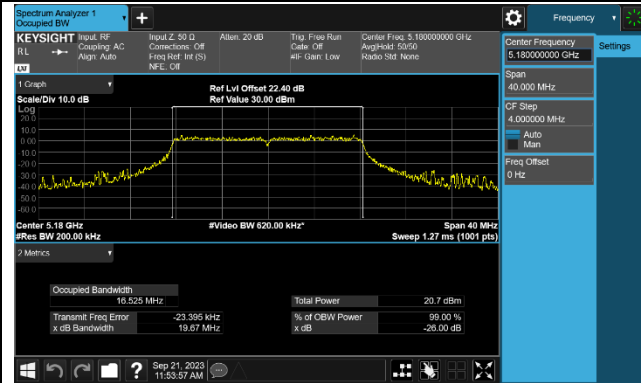 Spectrum Analyzer 1
Occupied BW
Frequency
KEYSIGHT
RL
LXI
Input: RF
Coupling: AC
Align: Auto
Input Z: 50 Ω
Corrections: Off
Freq Ref: Int (S)
NFE: Off
Atten: 20 dB
Trig: Free Run
Gate: Off
#IF Gain: Low
Center Freq: 5.180000000 GHz
Avg|Hold: 50/50
Radio Std: None
Center Frequency
5.180000000 GHz
Settings
Span
40.000 MHz
CF Step
4.000000 MHz
Auto
Man
Freq Offset
0 Hz
1 Graph
Scale/Div 10.0 dB
Ref Lvl Offset 22.40 dB
Ref Value 30.00 dBm
Log
20.0
10.0
0.00
-10.0
-20.0
-30.0
-40.0
-50.0
-60.0
Center 5.18 GHz
#Res BW 200.00 kHz
#Video BW 620.00 kHz*
Span 40 MHz
Sweep 1.27 ms (1001 pts)
2 Metrics
Occupied Bandwidth
16.525 MHz
Total Power 20.7 dBm
Transmit Freq Error -23.395 kHz
% of OBW Power 99.00 %
x dB Bandwidth 19.67 MHz
x dB -26.00 dB
Sep 21, 2023
11:53:57 AM